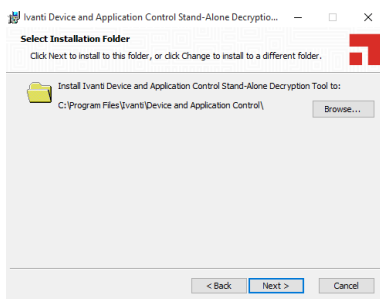 Ivanti Device and Application Control Stand-Alone Decryptio...
Select Installation Folder
Click Next to install to this folder, or click Change to install to a different folder.
Install Ivanti Device and Application Control Stand-Alone Decryption Tool to:
C:\Program Files\Ivanti\Device and Application Control\
Browse...
< Back
Next >
Cancel